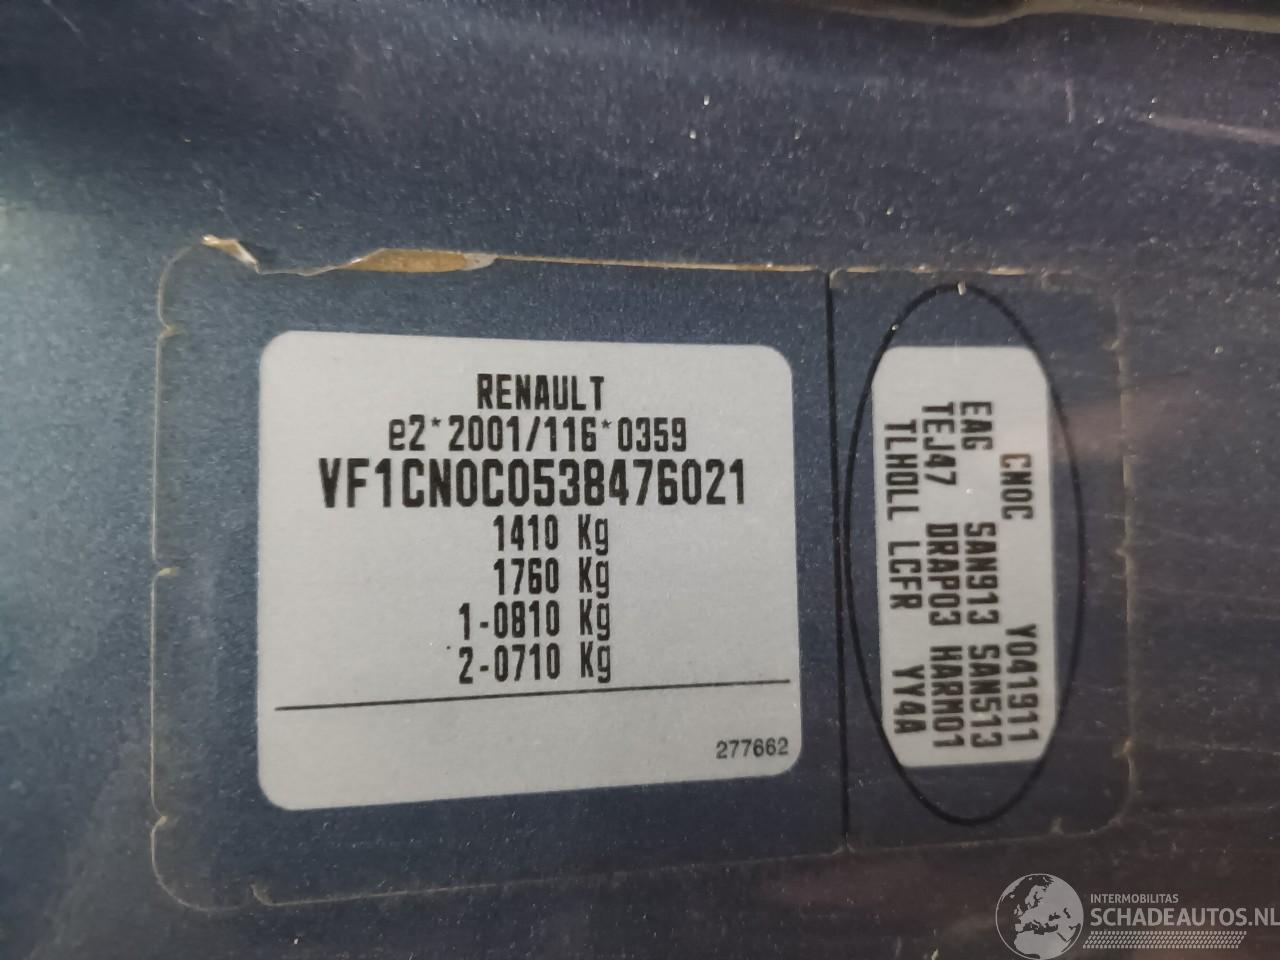 RENAULT
e2*2001/116*0359
VF1CN0C0538476021
1410 Kg
1760 Kg
1-0810 Kg
2-0710 Kg
277662
CN0C Y041911
EAG SAN913 SAN513
TEJ47 DRAP03 HARM01
TLHOLL LCFR YY4A
INTERMOBILITAS
SCHADEAUTOS.NL